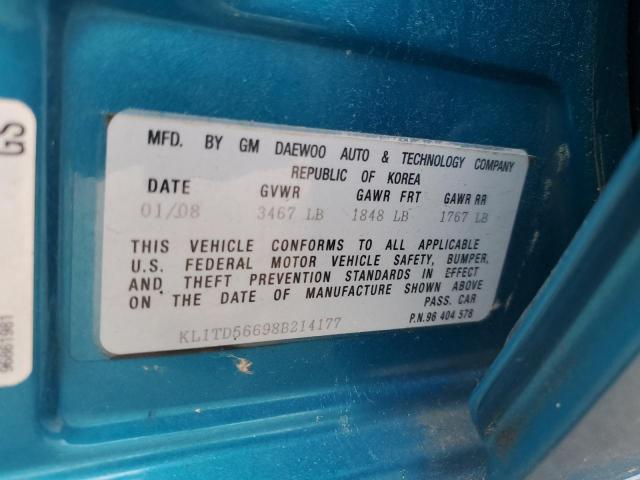 MFD. BY GM DAEWOO AUTO & TECHNOLOGY COMPANY
REPUBLIC OF KOREA
DATE GVWR GAWR FRT GAWR RR
01/08 3467 LB 1848 LB 1767 LB
THIS VEHICLE CONFORMS TO ALL APPLICABLE
U.S. FEDERAL MOTOR VEHICLE SAFETY, BUMPER,
AND THEFT PREVENTION STANDARDS IN EFFECT
ON THE DATE OF MANUFACTURE SHOWN ABOVE
PASS. CAR
KL1TD56698B214177
P.N.96 404 578
GS
96861981